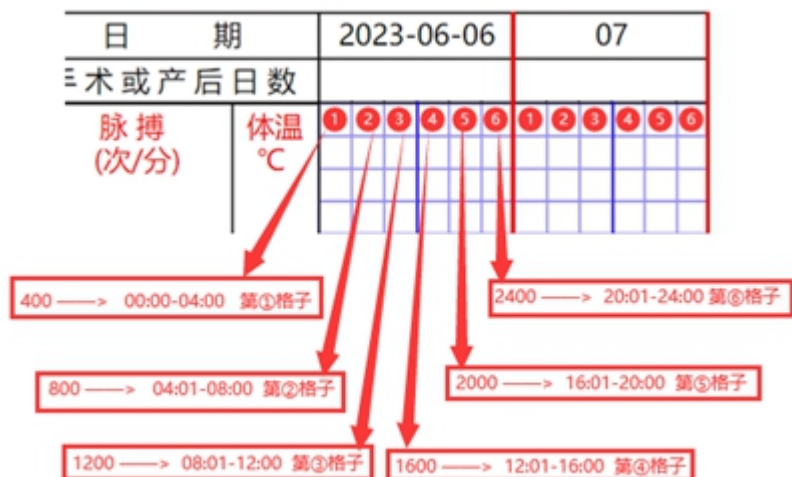 日 期 2023-06-06 07
手术或产后日数
脉搏 体温
(次/分) ℃
① ② ③ ④ ⑤ ⑥ ① ② ③ ④ ⑤ ⑥
400 ——> 00:00-04:00 第①格子
2400 ——> 20:01-24:00 第⑥格子
800 ——> 04:01-08:00 第②格子
2000 ——> 16:01-20:00 第⑤格子
1200 ——> 08:01-12:00 第③格子
1600 ——> 12:01-16:00 第④格子